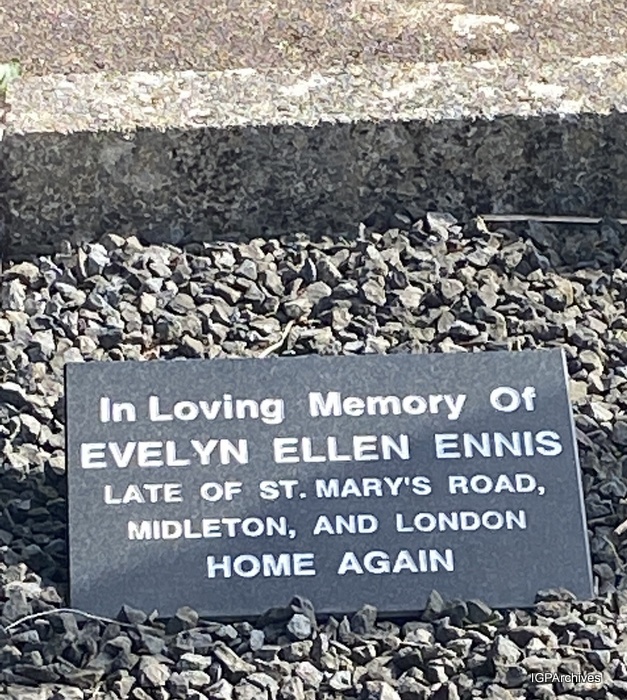 In Loving Memory Of
EVELYN ELLEN ENNIS
LATE OF ST. MARY'S ROAD,
MIDLETON, AND LONDON
HOME AGAIN
IGPArchives